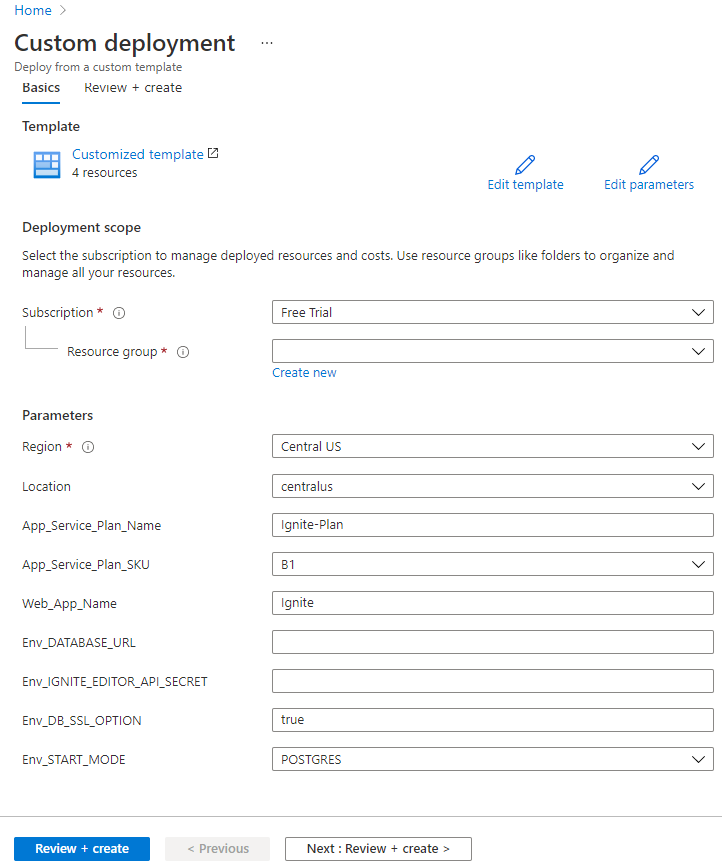 Home >
Custom deployment ...
Deploy from a custom template
Basics Review + create
Template
Customized template
4 resources
Edit template Edit parameters
Deployment scope
Select the subscription to manage deployed resources and costs. Use resource groups like folders to organize and
manage all your resources.
Subscription * Free Trial
Resource group *
Create new
Parameters
Region * Central US
Location centralus
App_Service_Plan_Name Ignite-Plan
App_Service_Plan_SKU B1
Web_App_Name Ignite
Env_DATABASE_URL
Env_IGNITE_EDITOR_API_SECRET
Env_DB_SSL_OPTION true
Env_START_MODE POSTGRES
Review + create < Previous Next : Review + create >